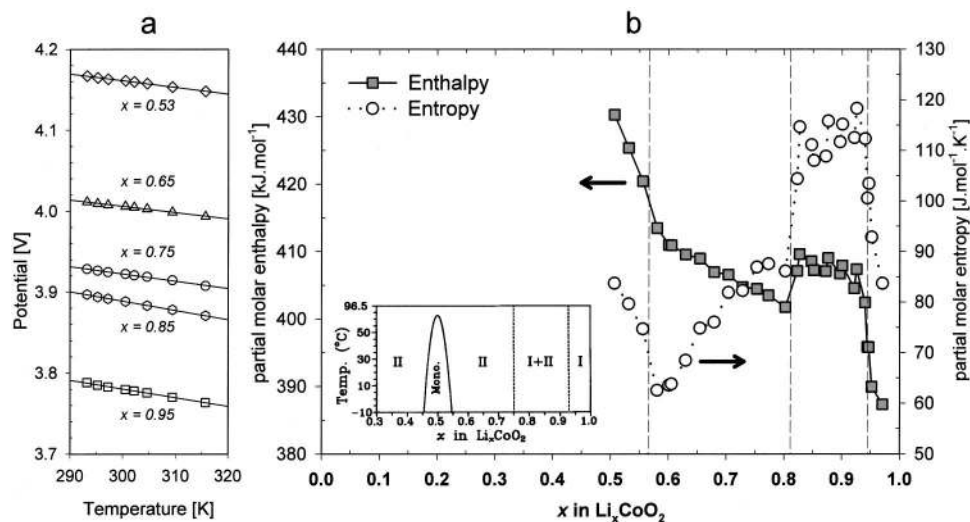 a
4.2
4.1
4.0
3.9
3.8
3.7
Potential [V]
x = 0.53
x = 0.65
x = 0.75
x = 0.85
x = 0.95
290 300 310 320
Temperature [K]
b
440
430
420
410
400
390
380
partial molar enthalpy [kJ.mol⁻¹]
Enthalpy
Entropy
130
120
110
100
90
80
70
60
50
partial molar entropy [J.mol⁻¹.K⁻¹]
96.5
70
50
30
10
-10
Temp. (°C)
II
Mono.
II
I+II
I
0.3 0.4 0.5 0.6 0.7 0.8 0.9 1.0
x in LiₓCoO₂
0.0 0.1 0.2 0.3 0.4 0.5 0.6 0.7 0.8 0.9 1.0
x in LiₓCoO₂